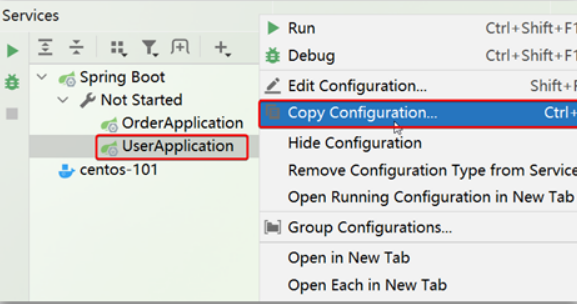 Services
Spring Boot
Not Started
OrderApplication
UserApplication
centos-101
Run Ctrl+Shift+F1
Debug Ctrl+Shift+F1
Edit Configuration... Shift+F
Copy Configuration... Ctrl+
Hide Configuration
Remove Configuration Type from Service
Open Running Configuration in New Tab
Group Configurations...
Open in New Tab
Open Each in New Tab